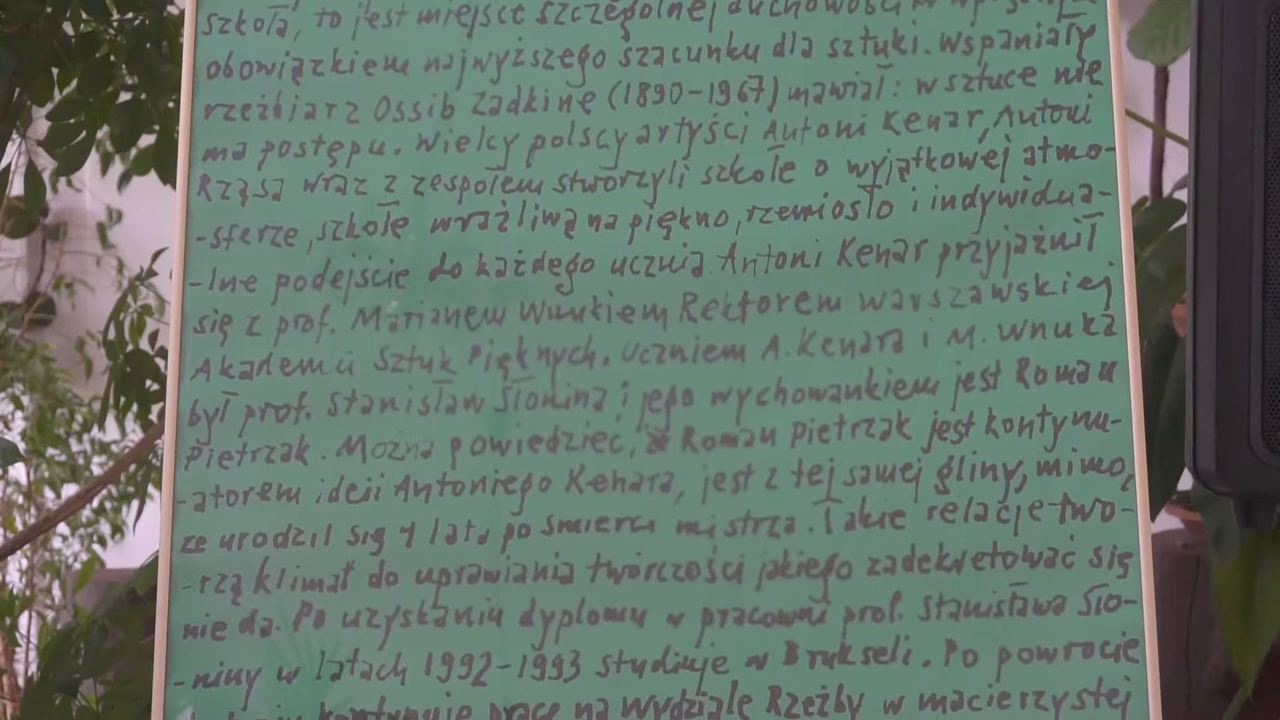 szkoła, to jest miejsce szczególnej duchowości
obowiązkiem najwyższego szacunku dla sztuki. Wspaniały
rzeźbiarz Ossib Zadkine (1890-1967) mawiał: w sztuce nie
ma postępu. Wielcy polscy artyści Antoni Kenar, Antoni
Rząsa wraz z zespołem stworzyli szkołe o wyjątkowej atmo-
-sferze, szkołę wrażliwą na piękno, rzemiosło i indywidua-
-lne podejście do każdego ucznia. Antoni Kenar przyjaźnił
się z prof. Marianem Wnukiem Rektorem warszawskiej
Akademii Sztuk Pięknych. Uczniem A. Kenara i M. Wnuka
był prof. Stanisław Słonina i jego wychowankiem jest Roman
Pietrzak. Można powiedzieć, Roman Pietrzak jest kontynu-
-atorem ideii Antoniego Kenara, jest z tej samej gliny, mimo,
że urodził się 4 lata po śmierci mistrza. Takie relacje two-
-rzą klimat do uprawiania twórczości jakiego zadekretować się
nie da. Po uzyskaniu dyplomu w pracowni prof. Stanisława Sło-
-niny w latach 1992-1993 studiuje w Brukseli. Po powrocie
kontynuuje pracę na Wydziale Rzeźby w macierzystej